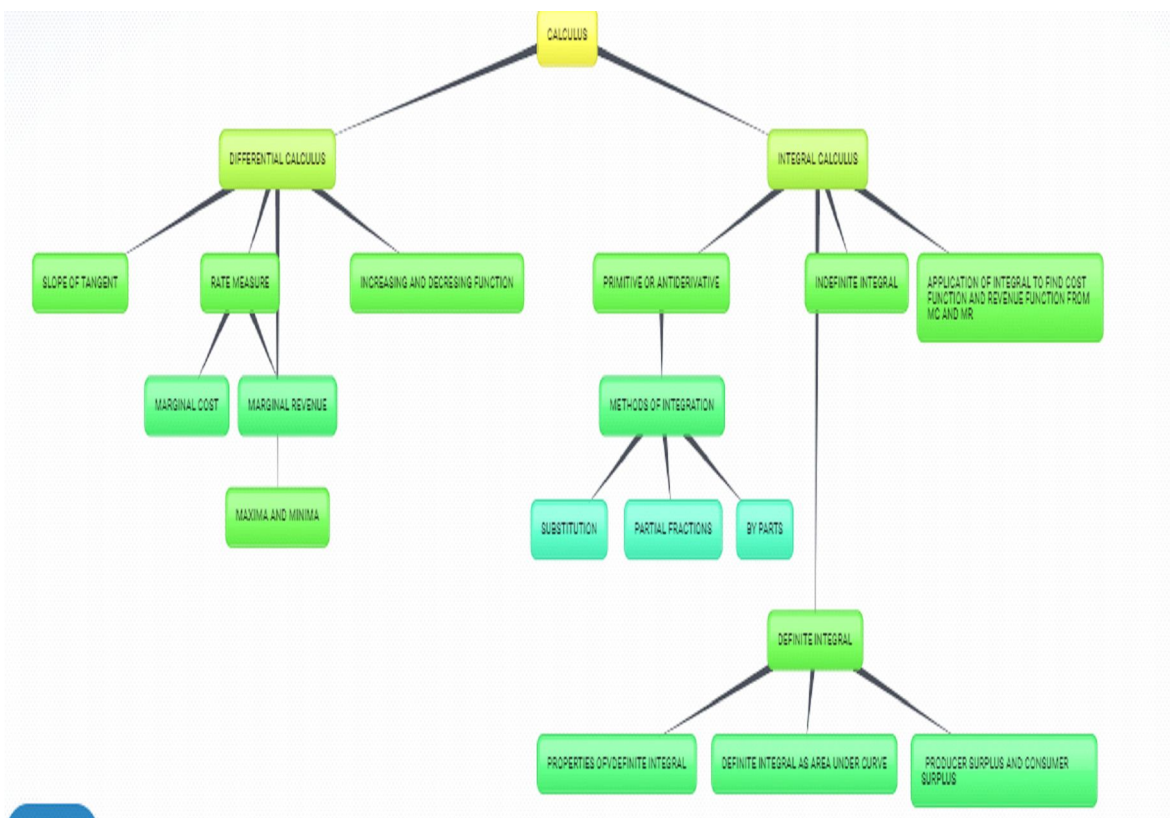 CALCULUS
DIFFERENTIAL CALCULUS
INTEGRAL CALCULUS
SLOPE OF TANGENT
RATE MEASURE
INCREASING AND DECRESING FUNCTION
PRIMITIVE OR ANTIDERIVATIVE
INDEFINITE INTEGRAL
APPLICATION OF INTEGRAL TO FIND COST
FUNCTION AND REVENUE FUNCTION FROM
MC AND MR
MARGINAL COST
MARGINAL REVENUE
METHODS OF INTEGRATION
MAXIMA AND MINIMA
SUBSTITUTION
PARTIAL FRACTIONS
BY PARTS
DEFINITE INTEGRAL
PROPERTIES OFVDEFINITE INTEGRAL
DEFINITE INTEGRAL AS AREA UNDER CURVE
PRODUCER SURPLUS AND CONSUMER
SURPLUS